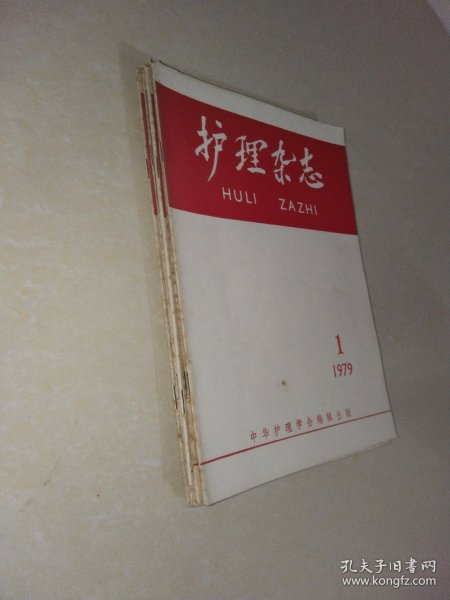 护理杂志
HULI ZAZHI
1
1979
中华护理学会编辑出版
孔夫子旧书网
www.kongfz.com